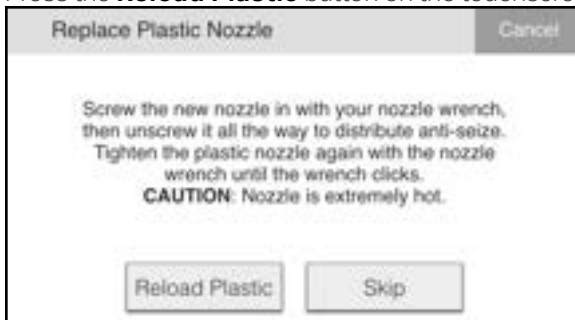 Press the Reload Plastic button on the touchscre
Replace Plastic Nozzle
Cancel
Screw the new nozzle in with your nozzle wrench,
then unscrew it all the way to distribute anti-seize.
Tighten the plastic nozzle again with the nozzle
wrench until the wrench clicks.
CAUTION: Nozzle is extremely hot.
Reload Plastic
Skip